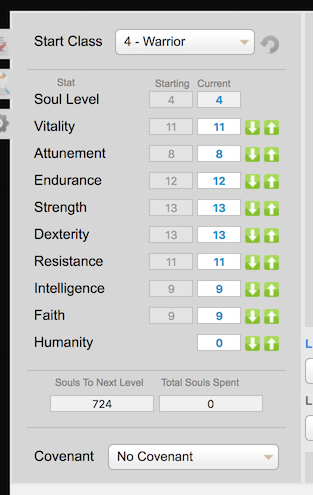 Start Class 4 - Warrior
Stat Starting Current
Soul Level 4 4
Vitality 11 11
Attunement 8 8
Endurance 12 12
Strength 13 13
Dexterity 13 13
Resistance 11 11
Intelligence 9 9
Faith 9 9
Humanity 0
Souls To Next Level Total Souls Spent
724 0
Covenant No Covenant